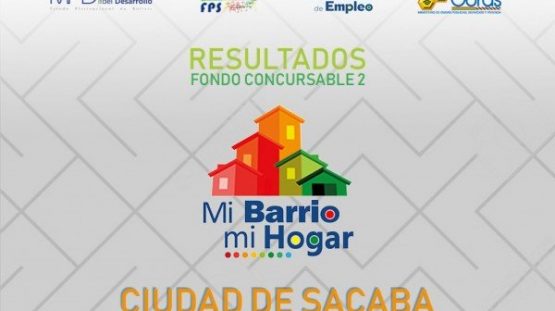 del Desarrollo
FPS
de Empleo
RESULTADOS
FONDO CONCURSABLE 2
Mi Barrio
mi Hogar
CIUDAD DE SACABA